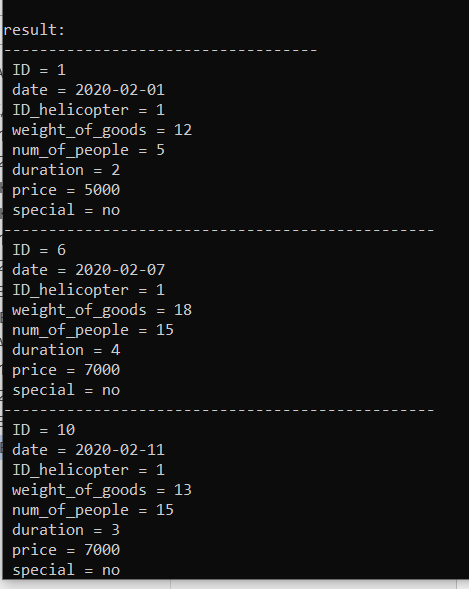 result:
-----------------------------------
ID = 1
date = 2020-02-01
ID_helicopter = 1
weight_of_goods = 12
num_of_people = 5
duration = 2
price = 5000
special = no
------------------------------------------------
ID = 6
date = 2020-02-07
ID_helicopter = 1
weight_of_goods = 18
num_of_people = 15
duration = 4
price = 7000
special = no
------------------------------------------------
ID = 10
date = 2020-02-11
ID_helicopter = 1
weight_of_goods = 13
num_of_people = 15
duration = 3
price = 7000
special = no